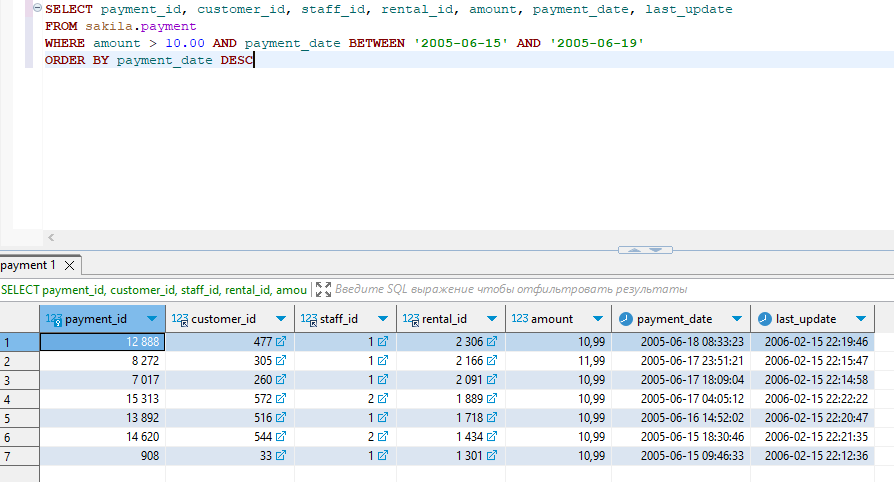 SELECT payment_id, customer_id, staff_id, rental_id, amount, payment_date, last_update
FROM sakila.payment
WHERE amount > 10.00 AND payment_date BETWEEN '2005-06-15' AND '2005-06-19'
ORDER BY payment_date DESC
payment 1
SELECT payment_id, customer_id, staff_id, rental_id, amou Введите SQL выражение чтобы отфильтровать результаты
123 payment_id 123 customer_id 123 staff_id 123 rental_id 123 amount payment_date last_update
1 12 888 477 1 2 306 10,99 2005-06-18 08:33:23 2006-02-15 22:19:46
2 8 272 305 1 2 166 11,99 2005-06-17 23:51:21 2006-02-15 22:15:47
3 7 017 260 1 2 091 10,99 2005-06-17 18:09:04 2006-02-15 22:14:58
4 15 313 572 2 1 889 10,99 2005-06-17 04:05:12 2006-02-15 22:22:22
5 13 892 516 1 1 718 10,99 2005-06-16 14:52:02 2006-02-15 22:20:47
6 14 620 544 2 1 434 10,99 2005-06-15 18:30:46 2006-02-15 22:21:35
7 908 33 1 1 301 10,99 2005-06-15 09:46:33 2006-02-15 22:12:36